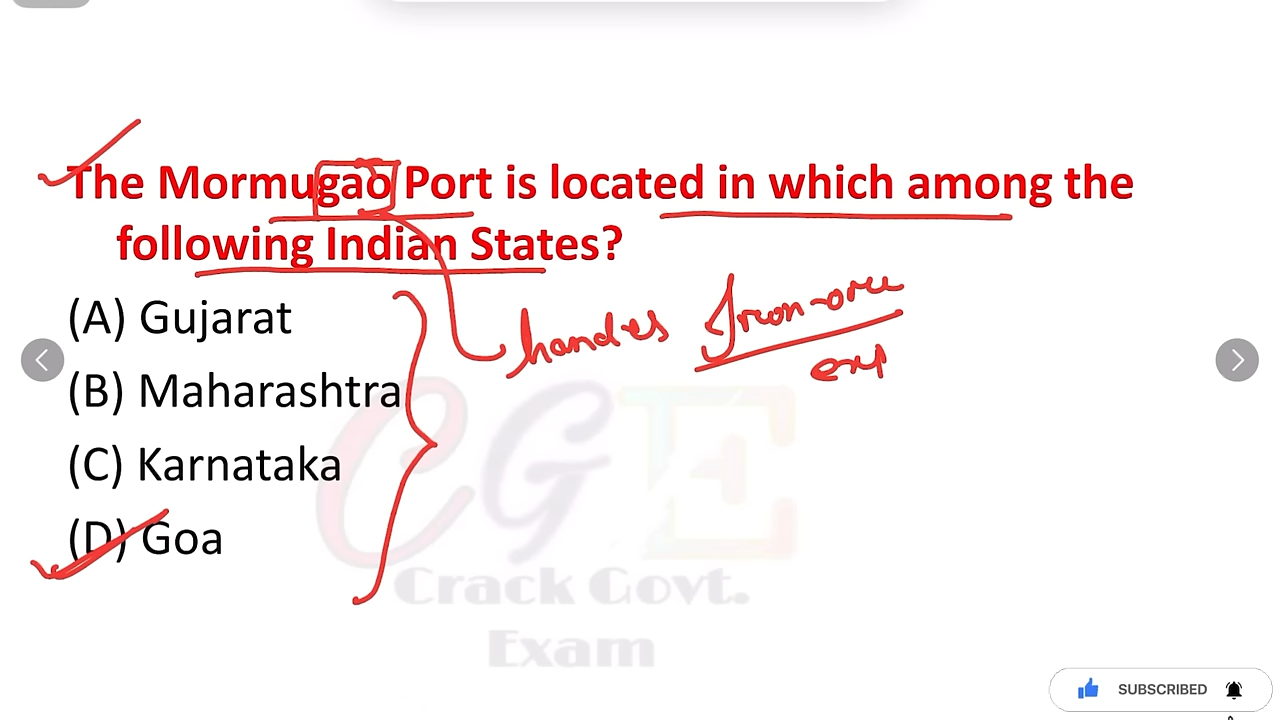 The Mormugao Port is located in which among the
following Indian States?
(A) Gujarat
(B) Maharashtra
(C) Karnataka
(D) Goa
handles Iron-ore
exp
CGE
Crack Govt.
Exam
SUBSCRIBED